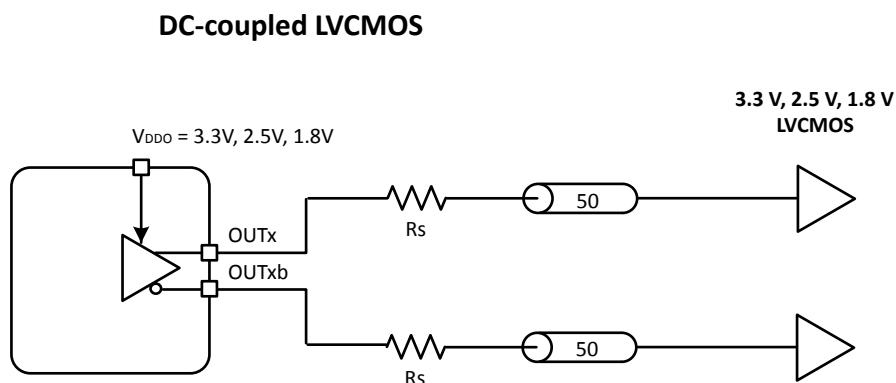 DC-coupled LVCMOS
3.3 V, 2.5 V, 1.8 V
LVCMOS
VDDO = 3.3V, 2.5V, 1.8V
OUTx
OUTxb
Rs
50
Rs
50